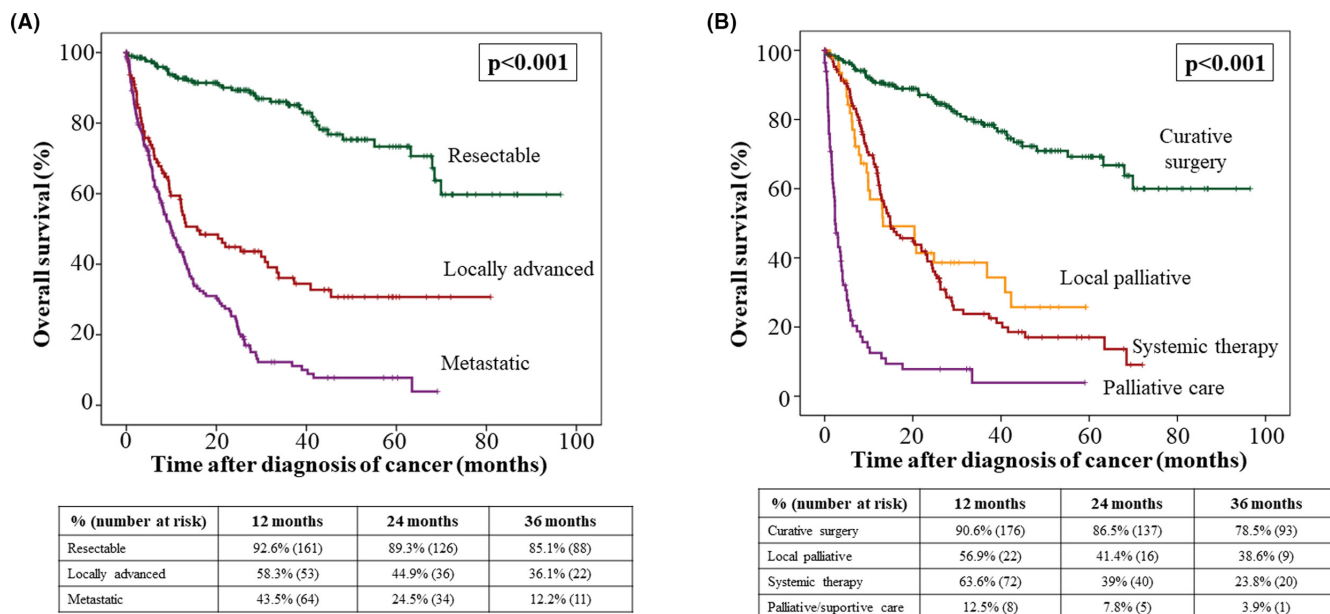 (A)
p<0.001
Overall survival (%)
100
80
60
40
20
0
Resectable
Locally advanced
Metastatic
0 20 40 60 80 100
Time after diagnosis of cancer (months)
% (number at risk) 12 months 24 months 36 months
Resectable 92.6% (161) 89.3% (126) 85.1% (88)
Locally advanced 58.3% (53) 44.9% (36) 36.1% (22)
Metastatic 43.5% (64) 24.5% (34) 12.2% (11)
(B)
p<0.001
Overall survival (%)
100
80
60
40
20
0
Curative
surgery
Local palliative
Systemic therapy
Palliative care
0 20 40 60 80 100
Time after diagnosis of cancer (months)
% (number at risk) 12 months 24 months 36 months
Curative surgery 90.6% (176) 86.5% (137) 78.5% (93)
Local palliative 56.9% (22) 41.4% (16) 38.6% (9)
Systemic therapy 63.6% (72) 39% (40) 23.8% (20)
Palliative/suportive care 12.5% (8) 7.8% (5) 3.9% (1)